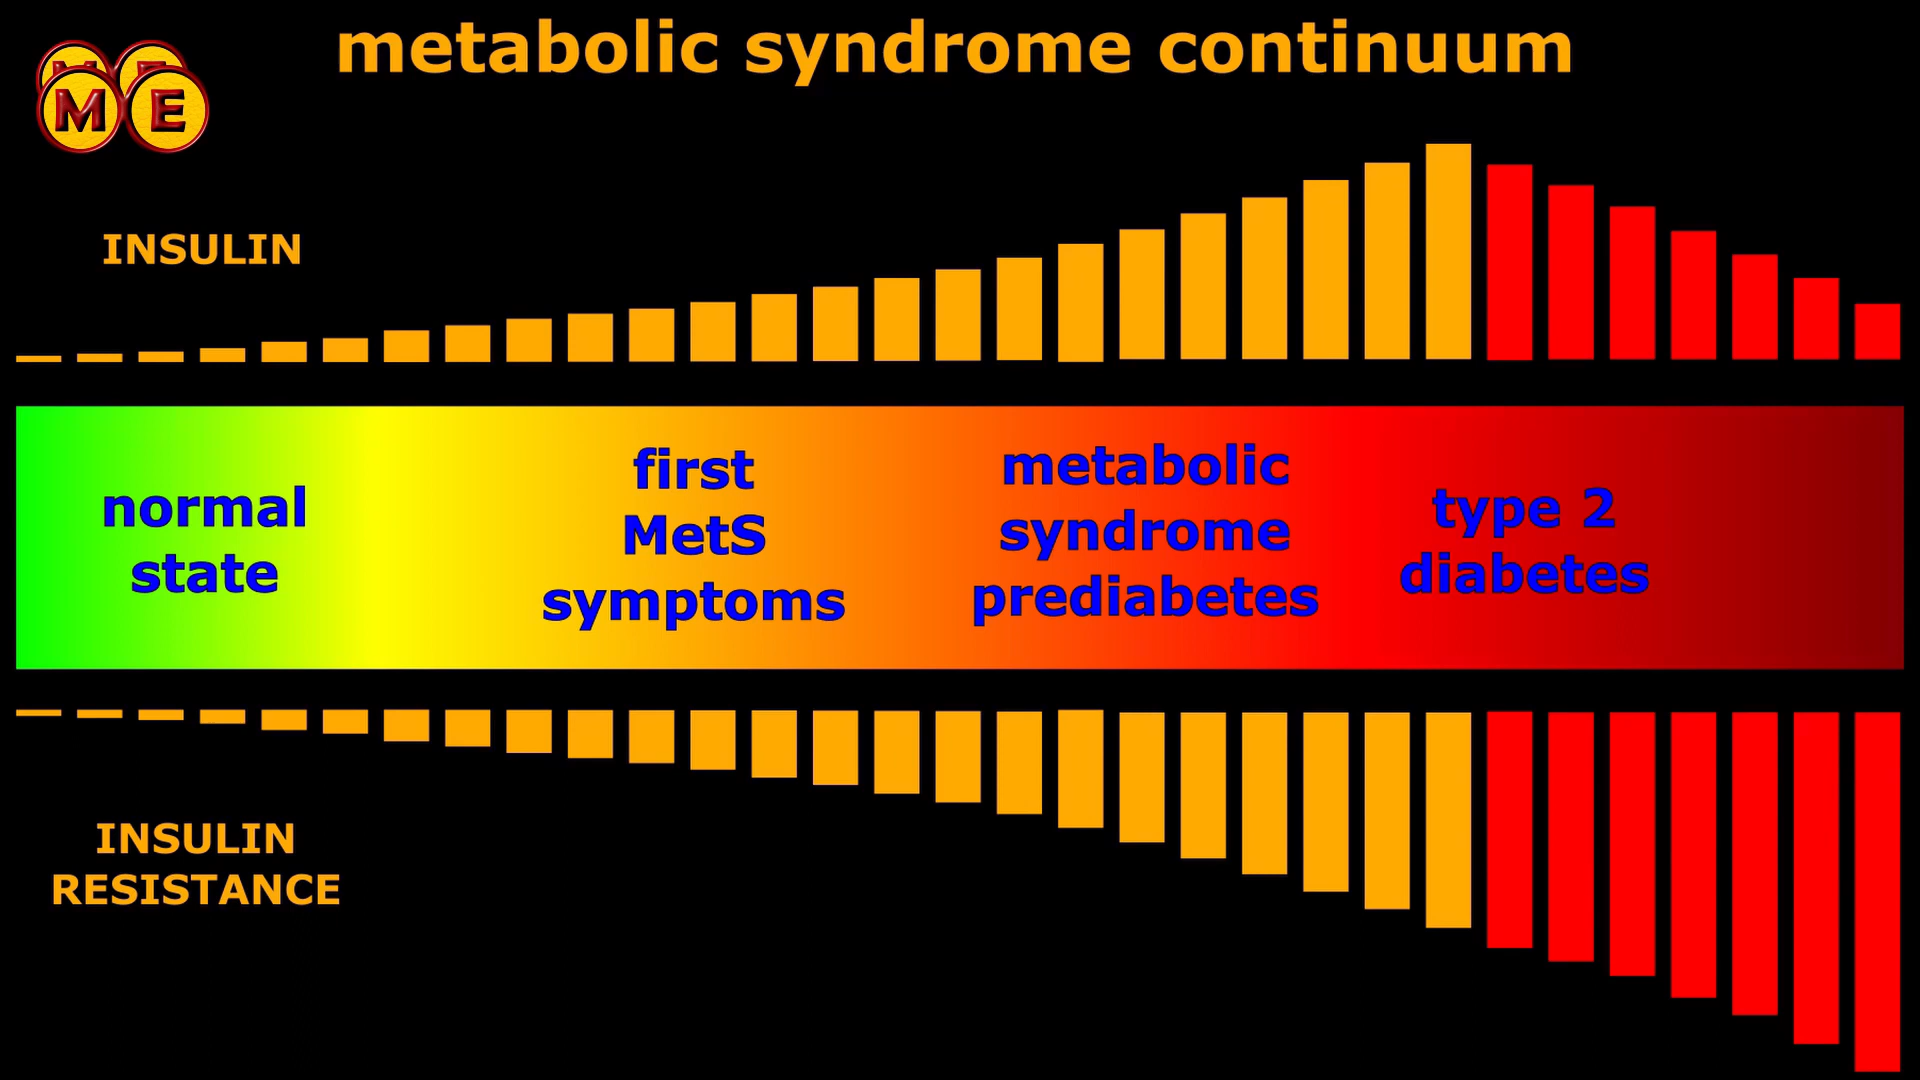 metabolic syndrome continuum
M E
M E
INSULIN
normal
state
first
MetS
symptoms
metabolic
syndrome
prediabetes
type 2
diabetes
INSULIN
RESISTANCE